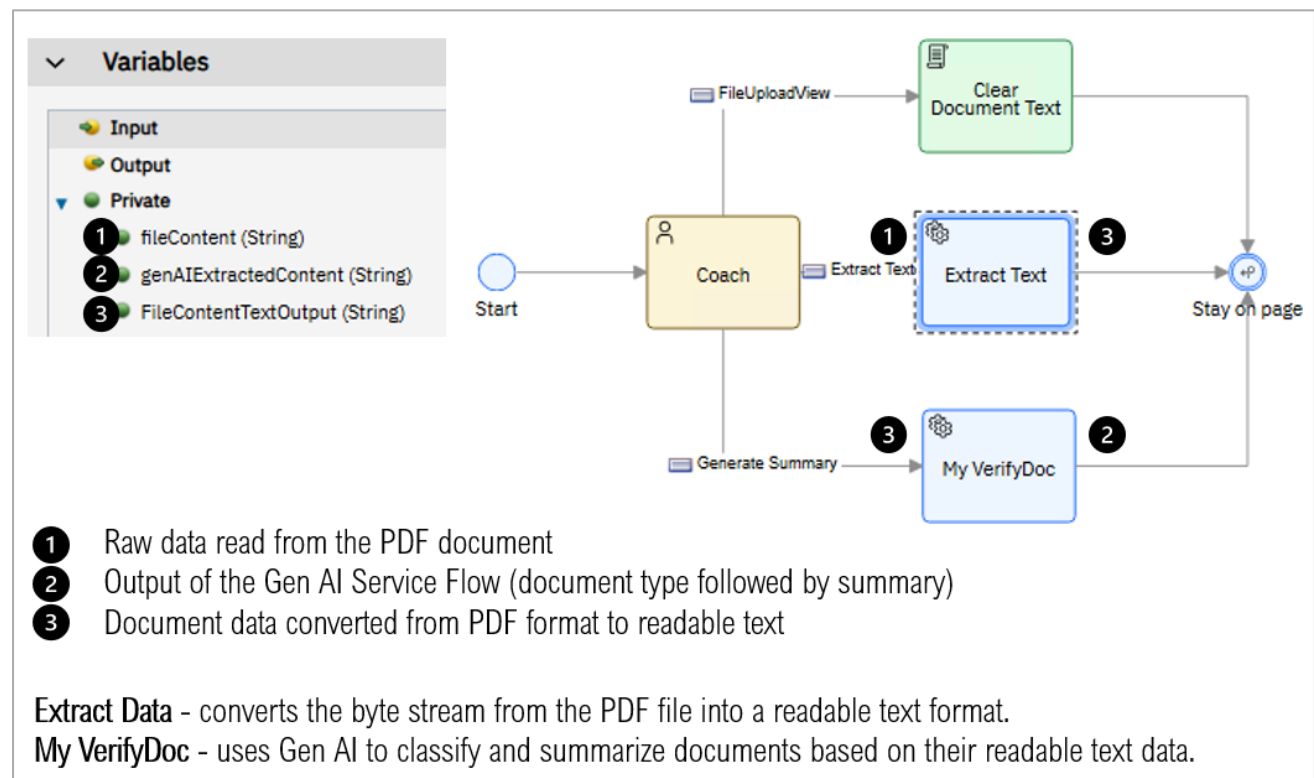 Variables
Input
Output
Private
1 fileContent (String)
2 genAIExtractedContent (String)
3 FileContentTextOutput (String)
FileUploadView
Clear
Document Text
Start
Coach
1
Extract Text
Extract Text
3
Stay on page
+P
Generate Summary
3
My VerifyDoc
2
1 Raw data read from the PDF document
2 Output of the Gen AI Service Flow (document type followed by summary)
3 Document data converted from PDF format to readable text
Extract Data - converts the byte stream from the PDF file into a readable text format.
My VerifyDoc - uses Gen AI to classify and summarize documents based on their readable text data.